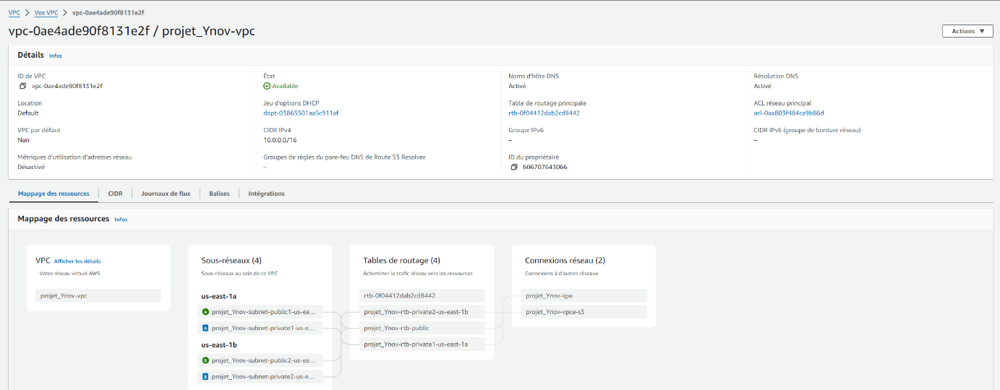 VPC > Vos VPC > vpc-0ae4ade90f8131e2f
vpc-0ae4ade90f8131e2f / projet_Ynov-vpc
Actions ▼
Détails Infos
ID de VPC
vpc-0ae4ade90f8131e2f
État
Available
Noms d'hôte DNS
Activé
Résolution DNS
Activé
Location
Default
Jeu d'options DHCP
dopt-03865501aa5c911af
Table de routage principale
rtb-0f04412dab2cd8442
ACL réseau principal
acl-0aa803f484ca9b86d
VPC par défaut
Non
CIDR IPv4
10.0.0.0/16
Groupe IPv6
–
CIDR IPv6 (groupe de bordure réseau)
–
Métriques d'utilisation d'adresses réseau
Désactivé
Groupes de règles du pare-feu DNS de Route 53 Resolver
–
ID du propriétaire
606707643066
Mappage des ressources
CIDR
Journaux de flux
Balises
Intégrations
Mappage des ressources Infos
VPC Afficher les détails
Votre réseau virtuel AWS
projet_Ynov-vpc
Sous-réseaux (4)
Sous-réseaux au sein de ce VPC
us-east-1a
A projet_Ynov-subnet-public1-us-ea...
A projet_Ynov-subnet-private1-us-e...
us-east-1b
B projet_Ynov-subnet-public2-us-ea...
B projet_Ynov-subnet-private2-us-e...
Tables de routage (4)
Acheminer le trafic réseau vers les ressources
rtb-0f04412dab2cd8442
projet_Ynov-rtb-private2-us-east-1b
projet_Ynov-rtb-public
projet_Ynov-rtb-private1-us-east-1a
Connexions réseau (2)
Connexions à d'autres réseaux
projet_Ynov-igw
projet_Ynov-vpce-s3